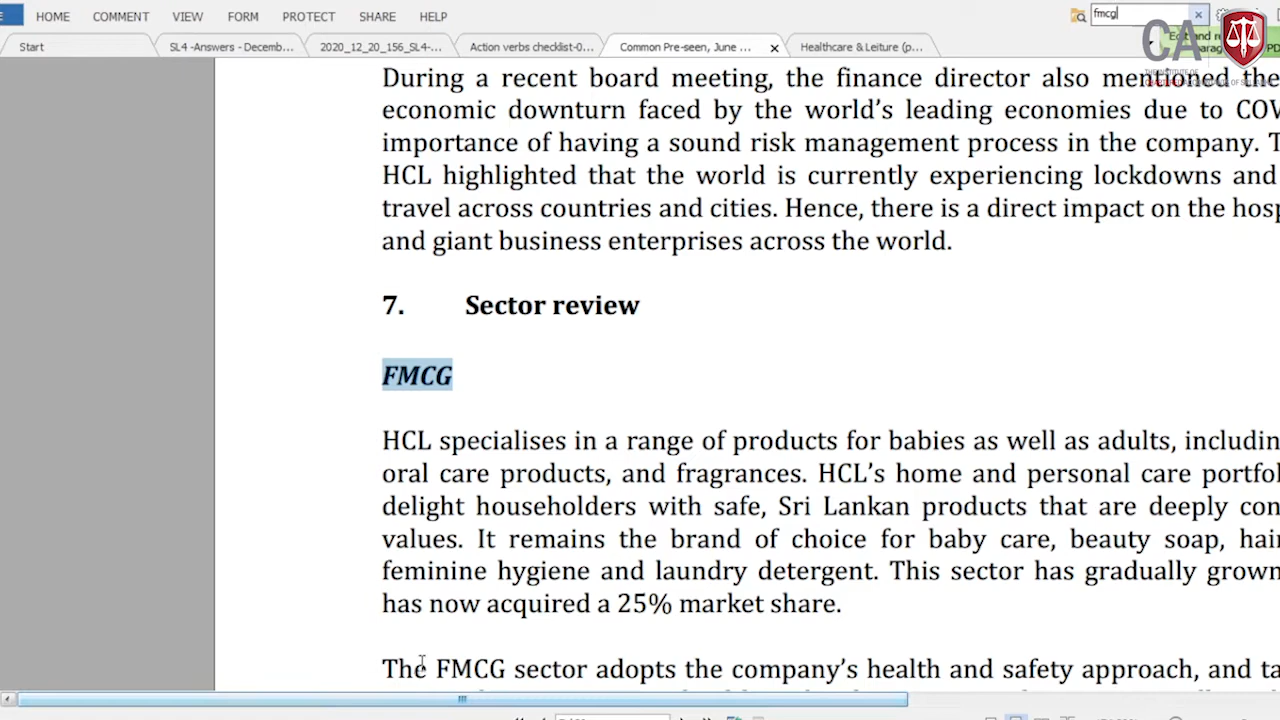 HOME COMMENT VIEW FORM PROTECT SHARE HELP
fmcg
Start SL4 -Answers - Decemb... 2020_12_20_156_SL4-... Action verbs checklist-0... Common Pre-seen, June ... Healthcare & Leiture (p...
CA
During a recent board meeting, the finance director also mentioned the
economic downturn faced by the world's leading economies due to COV
importance of having a sound risk management process in the company. T
HCL highlighted that the world is currently experiencing lockdowns and
travel across countries and cities. Hence, there is a direct impact on the hosp
and giant business enterprises across the world.
7. Sector review
FMCG
HCL specialises in a range of products for babies as well as adults, includin
oral care products, and fragrances. HCL's home and personal care portfol
delight householders with safe, Sri Lankan products that are deeply con
values. It remains the brand of choice for baby care, beauty soap, hair
feminine hygiene and laundry detergent. This sector has gradually grown
has now acquired a 25% market share.
The FMCG sector adopts the company's health and safety approach, and ta